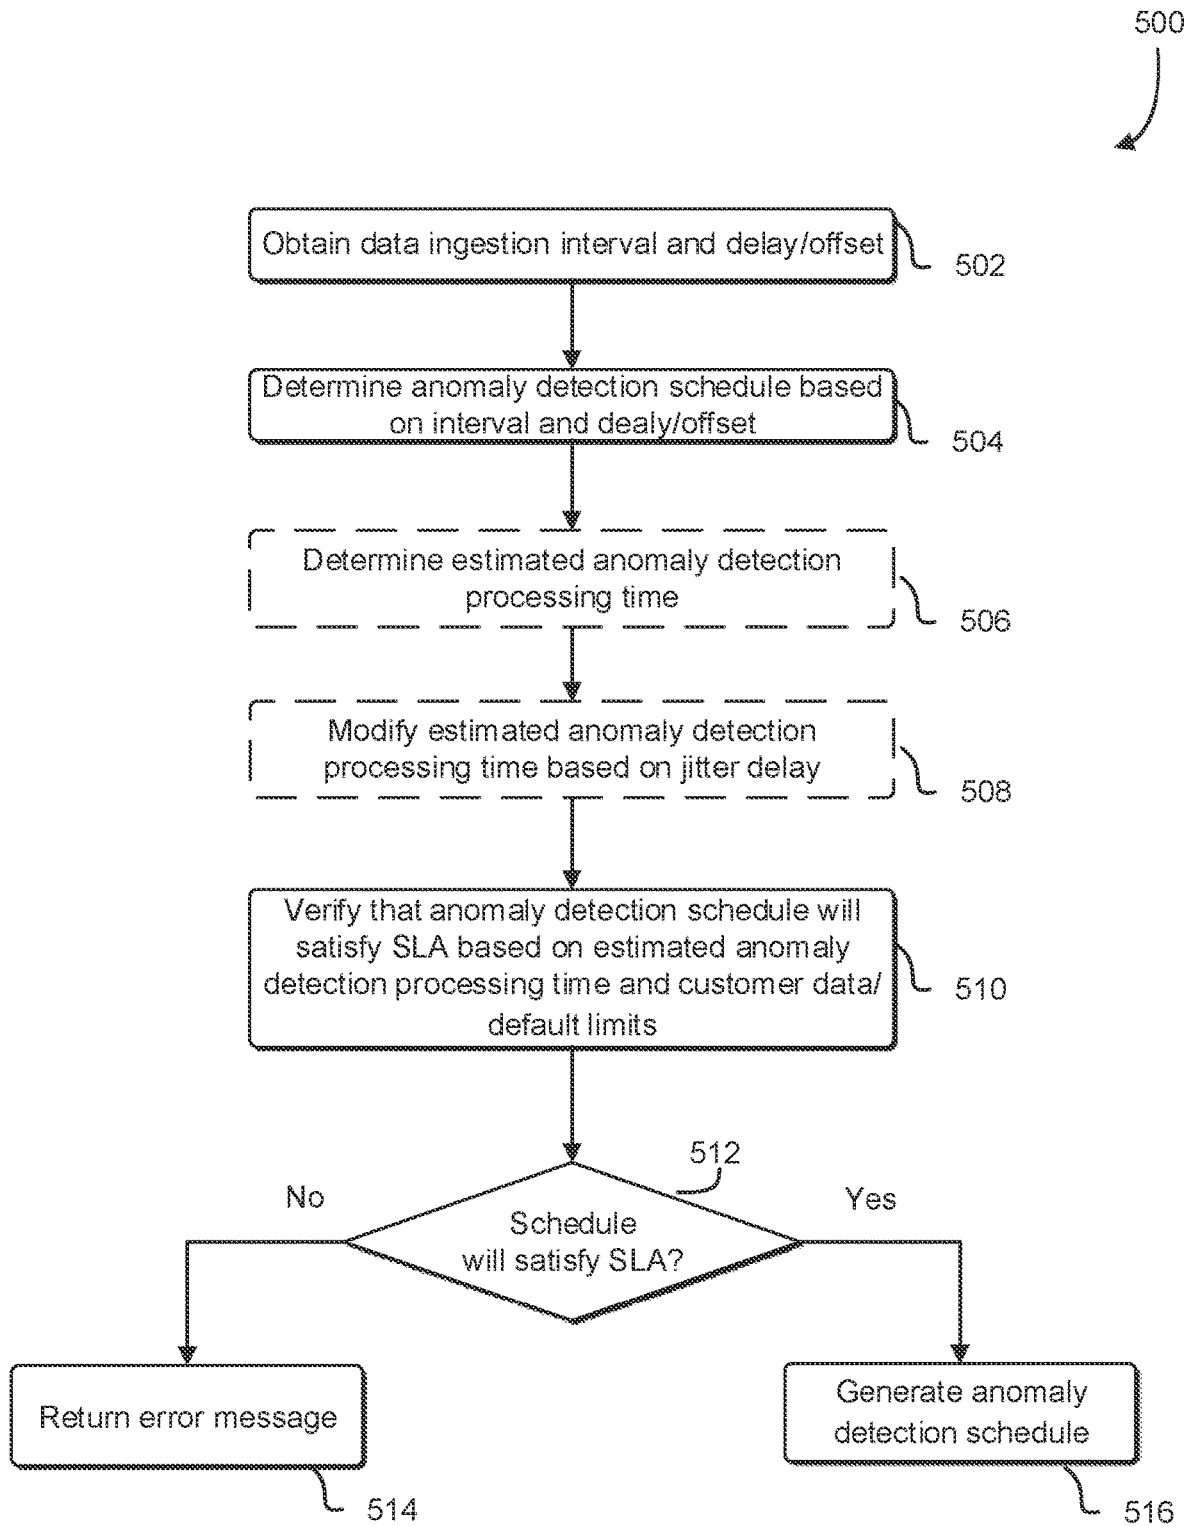 500
Obtain data ingestion interval and delay/offset
502
Determine anomaly detection schedule based
on interval and dealy/offset
504
Determine estimated anomaly detection
processing time
506
Modify estimated anomaly detection
processing time based on jitter delay
508
Verify that anomaly detection schedule will
satisfy SLA based on estimated anomaly
detection processing time and customer data/
default limits
510
512
No
Yes
Schedule
will satisfy SLA?
Return error message
514
Generate anomaly
detection schedule
516